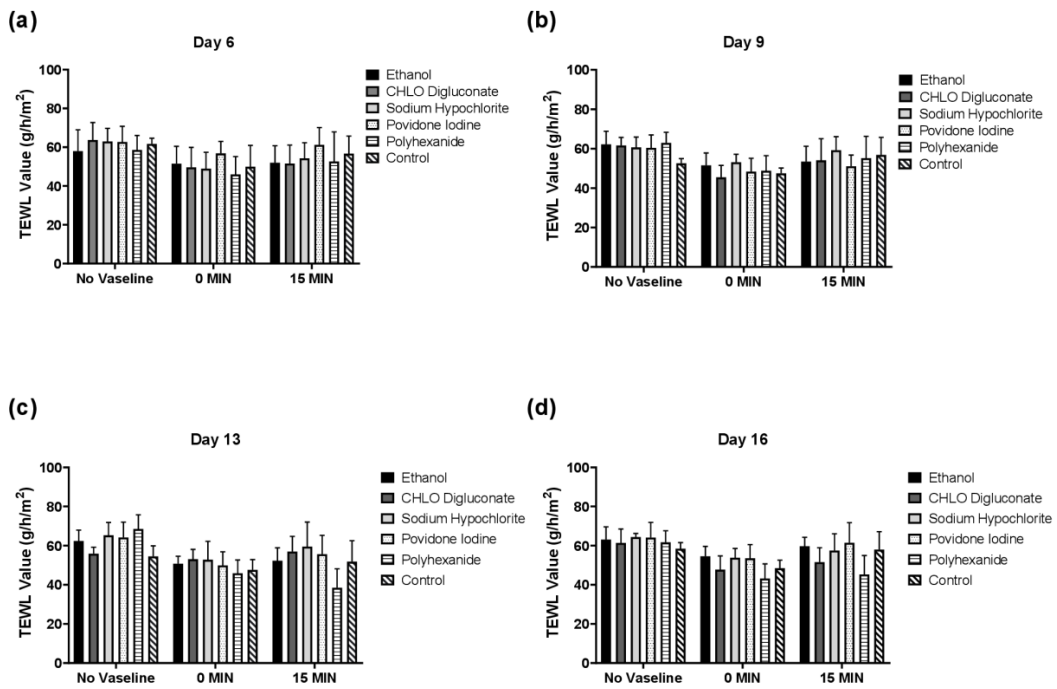 (a)
Day 6
TEWL Value (g/h/m²)
100
80
60
40
20
0
No Vaseline
0 MIN
15 MIN
Ethanol
CHLO Digluconate
Sodium Hypochlorite
Povidone Iodine
Polyhexanide
Control
(b)
Day 9
TEWL Value (g/h/m²)
100
80
60
40
20
0
No Vaseline
0 MIN
15 MIN
Ethanol
CHLO Digluconate
Sodium Hypochlorite
Povidone Iodine
Polyhexanide
Control
(c)
Day 13
TEWL Value (g/h/m²)
100
80
60
40
20
0
No Vaseline
0 MIN
15 MIN
Ethanol
CHLO Digluconate
Sodium Hypochlorite
Povidone Iodine
Polyhexanide
Control
(d)
Day 16
TEWL Value (g/h/m²)
100
80
60
40
20
0
No Vaseline
0 MIN
15 MIN
Ethanol
CHLO Digluconate
Sodium Hypochlorite
Povidone Iodine
Polyhexanide
Control